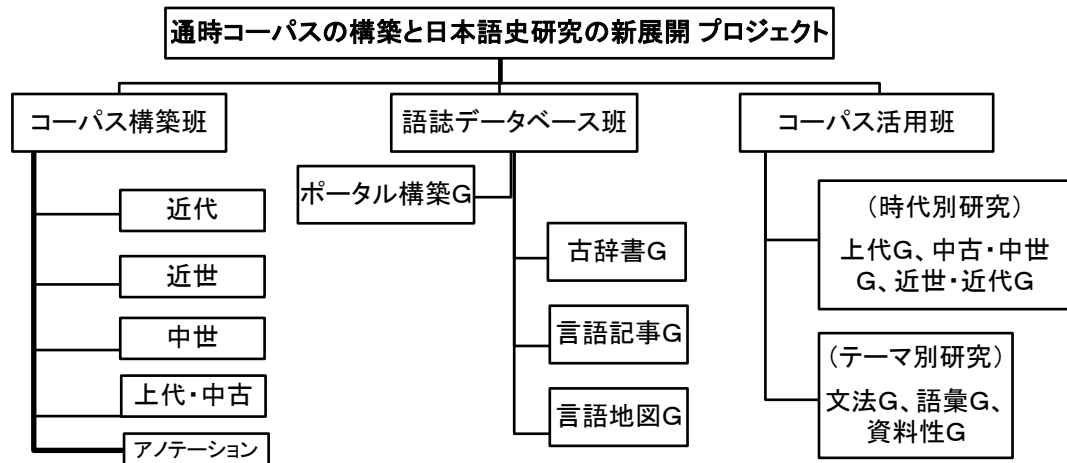 通時コーパスの構築と日本語史研究の新展開 プロジェクト
コーパス構築班
近代
近世
中世
上代・中古
アノテーション
語誌データベース班
ポータル構築G
古辞書G
言語記事G
言語地図G
コーパス活用班
（時代別研究）
上代G、中古・中世
G、近世・近代G
（テーマ別研究）
文法G、語彙G、
資料性G